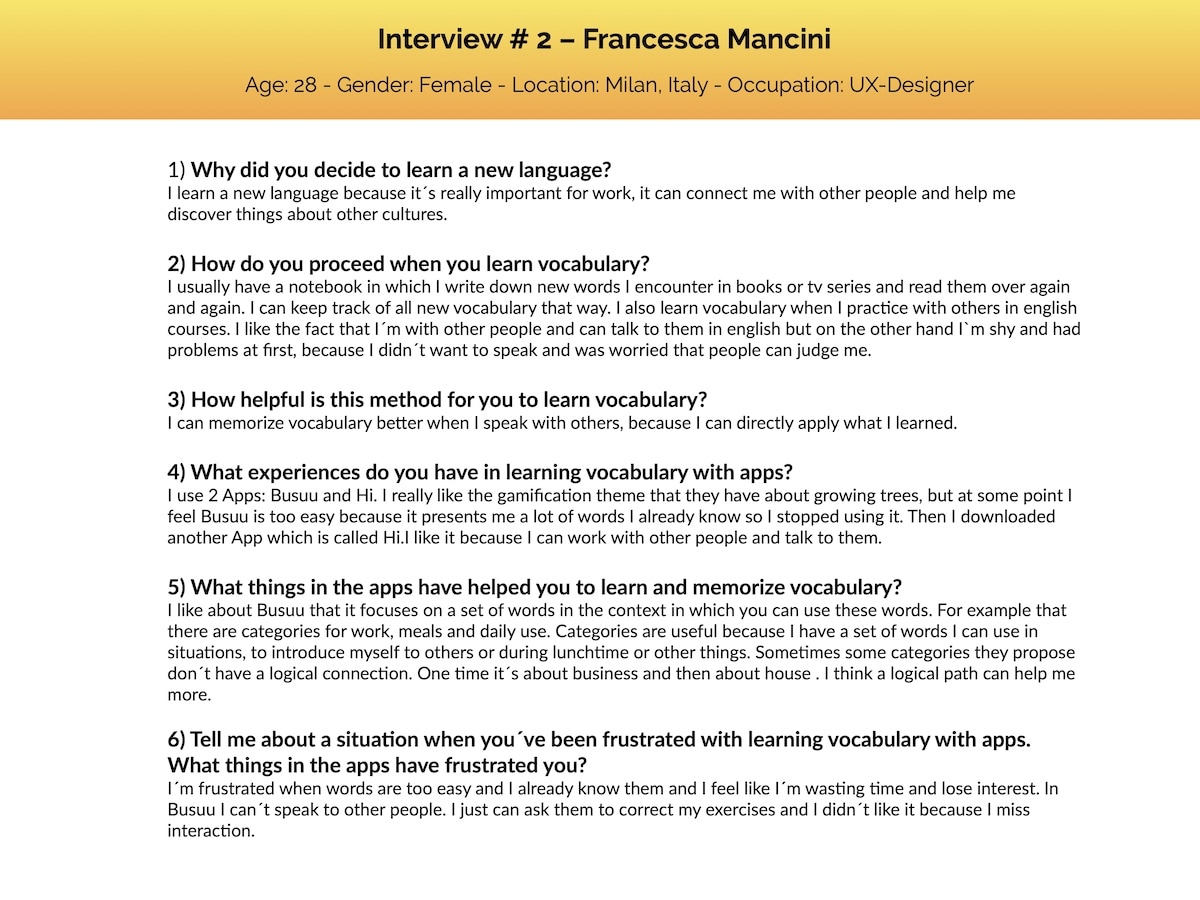 Interview # 2 – Francesca Mancini
Age: 28 - Gender: Female - Location: Milan, Italy - Occupation: UX-Designer
1) Why did you decide to learn a new language?
I learn a new language because it´s really important for work, it can connect me with other people and help me
discover things about other cultures.
2) How do you proceed when you learn vocabulary?
I usually have a notebook in which I write down new words I encounter in books or tv series and read them over again
and again. I can keep track of all new vocabulary that way. I also learn vocabulary when I practice with others in english
courses. I like the fact that I´m with other people and can talk to them in english but on the other hand I`m shy and had
problems at first, because I didn´t want to speak and was worried that people can judge me.
3) How helpful is this method for you to learn vocabulary?
I can memorize vocabulary better when I speak with others, because I can directly apply what I learned.
4) What experiences do you have in learning vocabulary with apps?
I use 2 Apps: Busuu and Hi. I really like the gamification theme that they have about growing trees, but at some point I
feel Busuu is too easy because it presents me a lot of words I already know so I stopped using it. Then I downloaded
another App which is called Hi.I like it because I can work with other people and talk to them.
5) What things in the apps have helped you to learn and memorize vocabulary?
I like about Busuu that it focuses on a set of words in the context in which you can use these words. For example that
there are categories for work, meals and daily use. Categories are useful because I have a set of words I can use in
situations, to introduce myself to others or during lunchtime or other things. Sometimes some categories they propose
don´t have a logical connection. One time it´s about business and then about house . I think a logical path can help me
more.
6) Tell me about a situation when you´ve been frustrated with learning vocabulary with apps.
What things in the apps have frustrated you?
I´m frustrated when words are too easy and I already know them and I feel like I´m wasting time and lose interest. In
Busuu I can´t speak to other people. I just can ask them to correct my exercises and I didn´t like it because I miss
interaction.